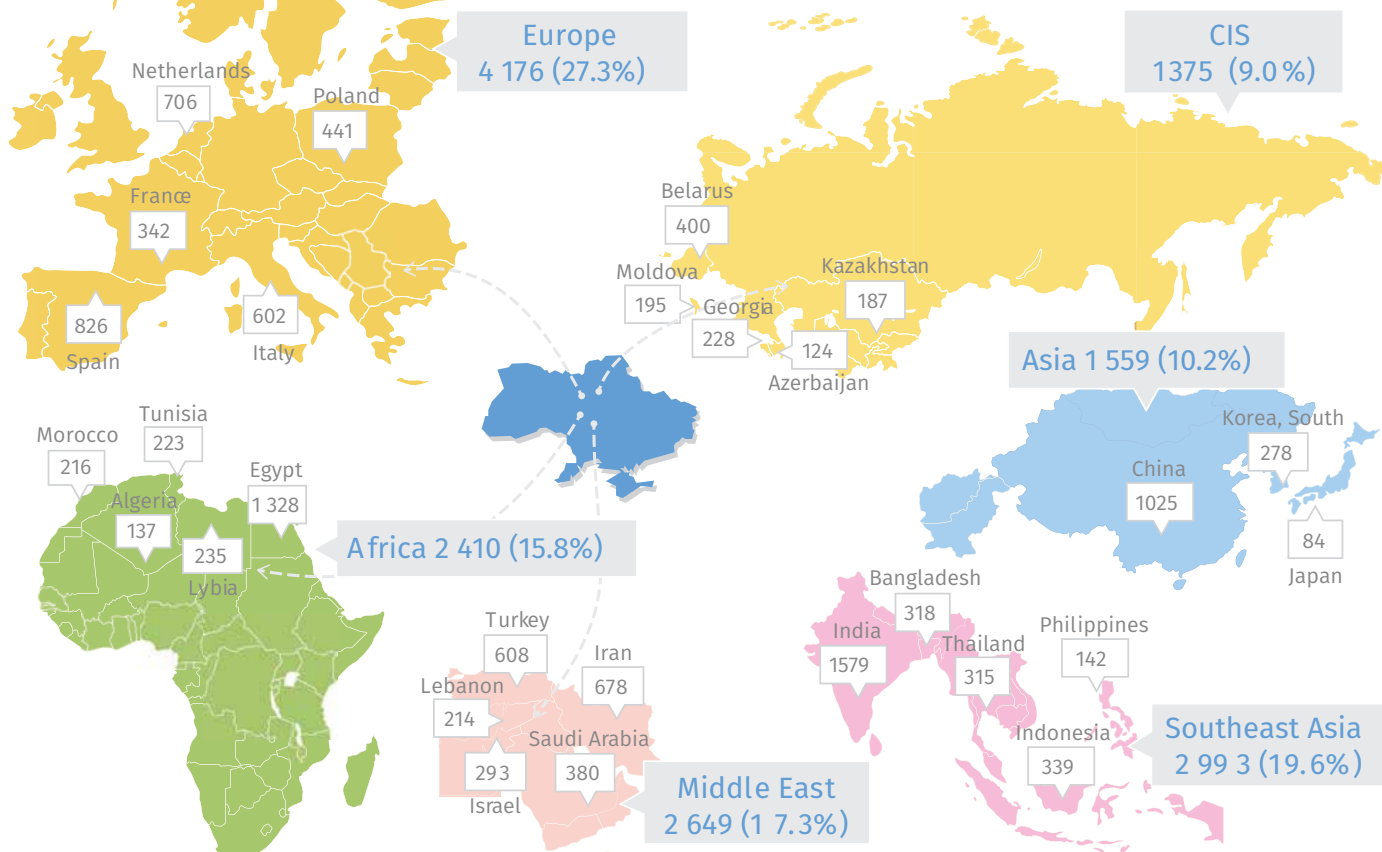 Europe
4 176 (27.3%)
CIS
1375 (9.0 %)
Netherlands
706
Poland
441
France
342
826
Spain
602
Italy
Belarus
400
Moldova
195
Georgia
228
Kazakhstan
187
124
Azerbaijan
Asia 1 559 (10.2%)
Korea, South
278
China
1025
84
Japan
Tunisia
223
Morocco
216
Egypt
1 328
Algeria
137
235
Lybia
Africa 2 410 (15.8%)
Turkey
608
Iran
678
Lebanon
214
Saudi Arabia
380
293
Israel
Middle East
2 649 (1 7.3%)
Bangladesh
318
India
1579
Thailand
315
Philippines
142
Indonesia
339
Southeast Asia
2 99 3 (19.6%)